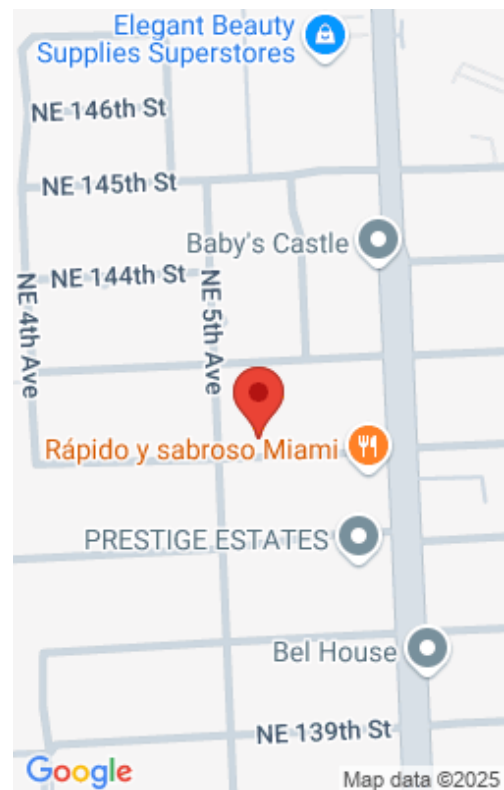 Elegant Beauty
Supplies Superstores
NE 146th St
NE 145th St
Baby's Castle
NE 144th St
NE 4th Ave
NE 5th Ave
Rápido y sabroso Miami
PRESTIGE ESTATES
Bel House
NE 139th St
Google
Map data ©2025